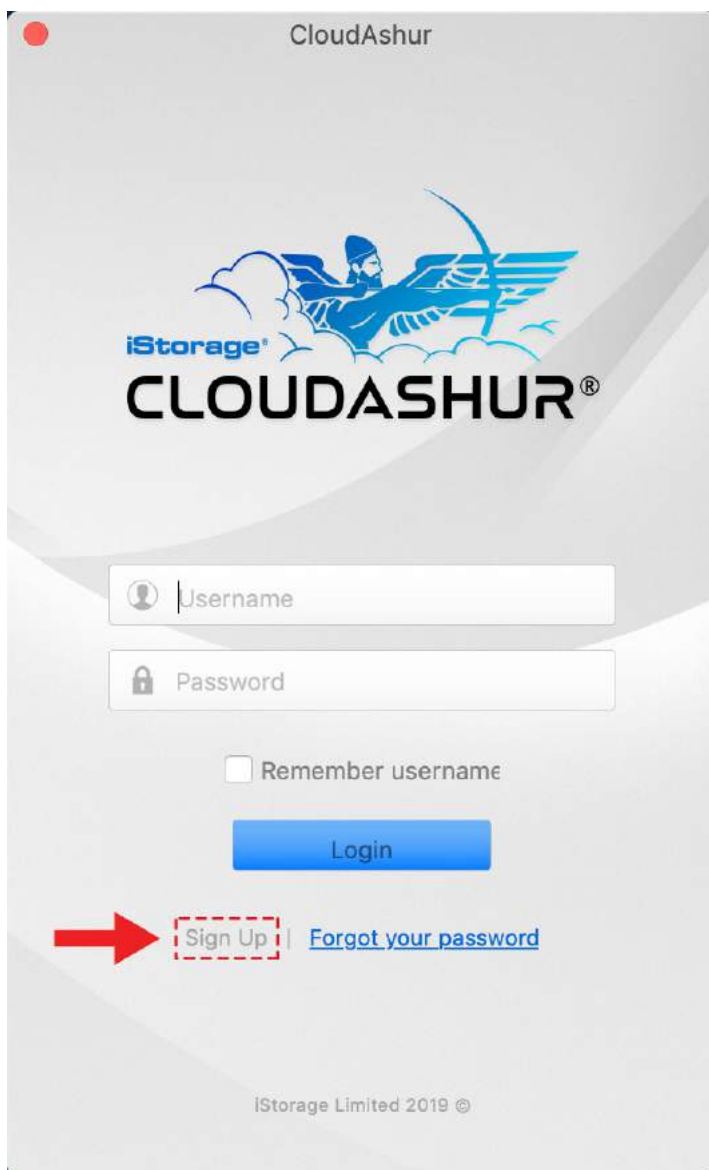 CloudAshur
iStorage®
CLOUDASHUR®
Username
Password
Remember username
Login
Sign Up | Forgot your password
iStorage Limited 2019 ©